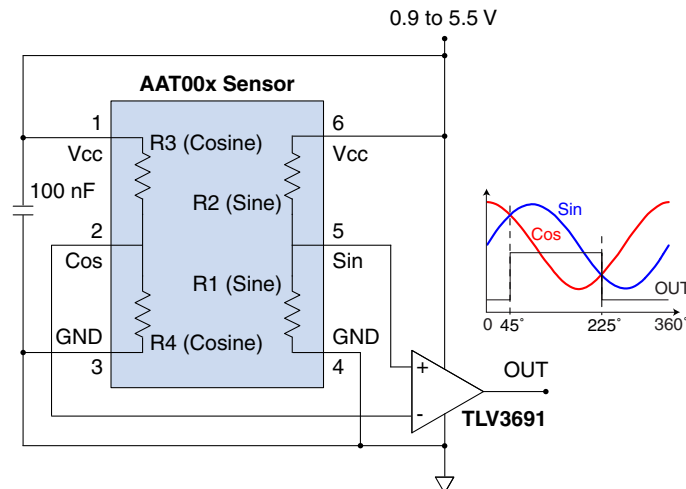 0.9 to 5.5 V
AAT00x Sensor
1
6
R3 (Cosine)
Vcc
Vcc
100 nF
R2 (Sine)
2
5
Cos
Sin
R1 (Sine)
GND
GND
R4 (Cosine)
3
4
+
-
OUT
TLV3691
Sin
Cos
OUT
0 45° 225° 360°